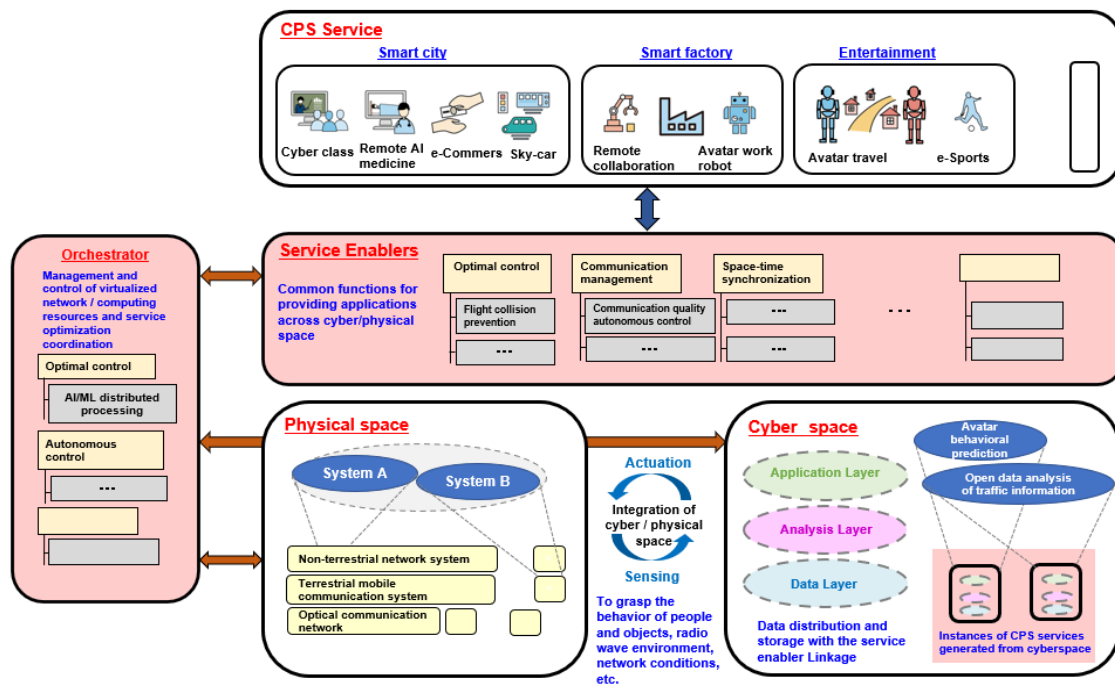 CPS Service
Smart city
Smart factory
Entertainment
Cyber class
Remote AI
medicine
e-Commers
Sky-car
Remote
collaboration
Avatar work
robot
Avatar travel
e-Sports
Orchestrator
Management and
control of virtualized
network / computing
resources and service
optimization
coordination
Optimal control
AI/ML distributed
processing
Autonomous
control
---
Service Enablers
Common functions for
providing applications
across cyber/physical
space
Optimal control
Flight collision
prevention
---
Communication
management
Communication quality
autonomous control
---
Space-time
synchronization
---
---
- - -
Physical space
System A
System B
Non-terrestrial network system
Terrestrial mobile
communication system
Optical communication
network
Actuation
Integration of
cyber / physical
space
Sensing
To grasp the
behavior of people
and objects, radio
wave environment,
network conditions,
etc.
Cyber space
Application Layer
Analysis Layer
Data Layer
Data distribution and
storage with the service
enabler Linkage
Avatar
behavioral
prediction
Open data analysis
of traffic information
Instances of CPS services
generated from cyberspace